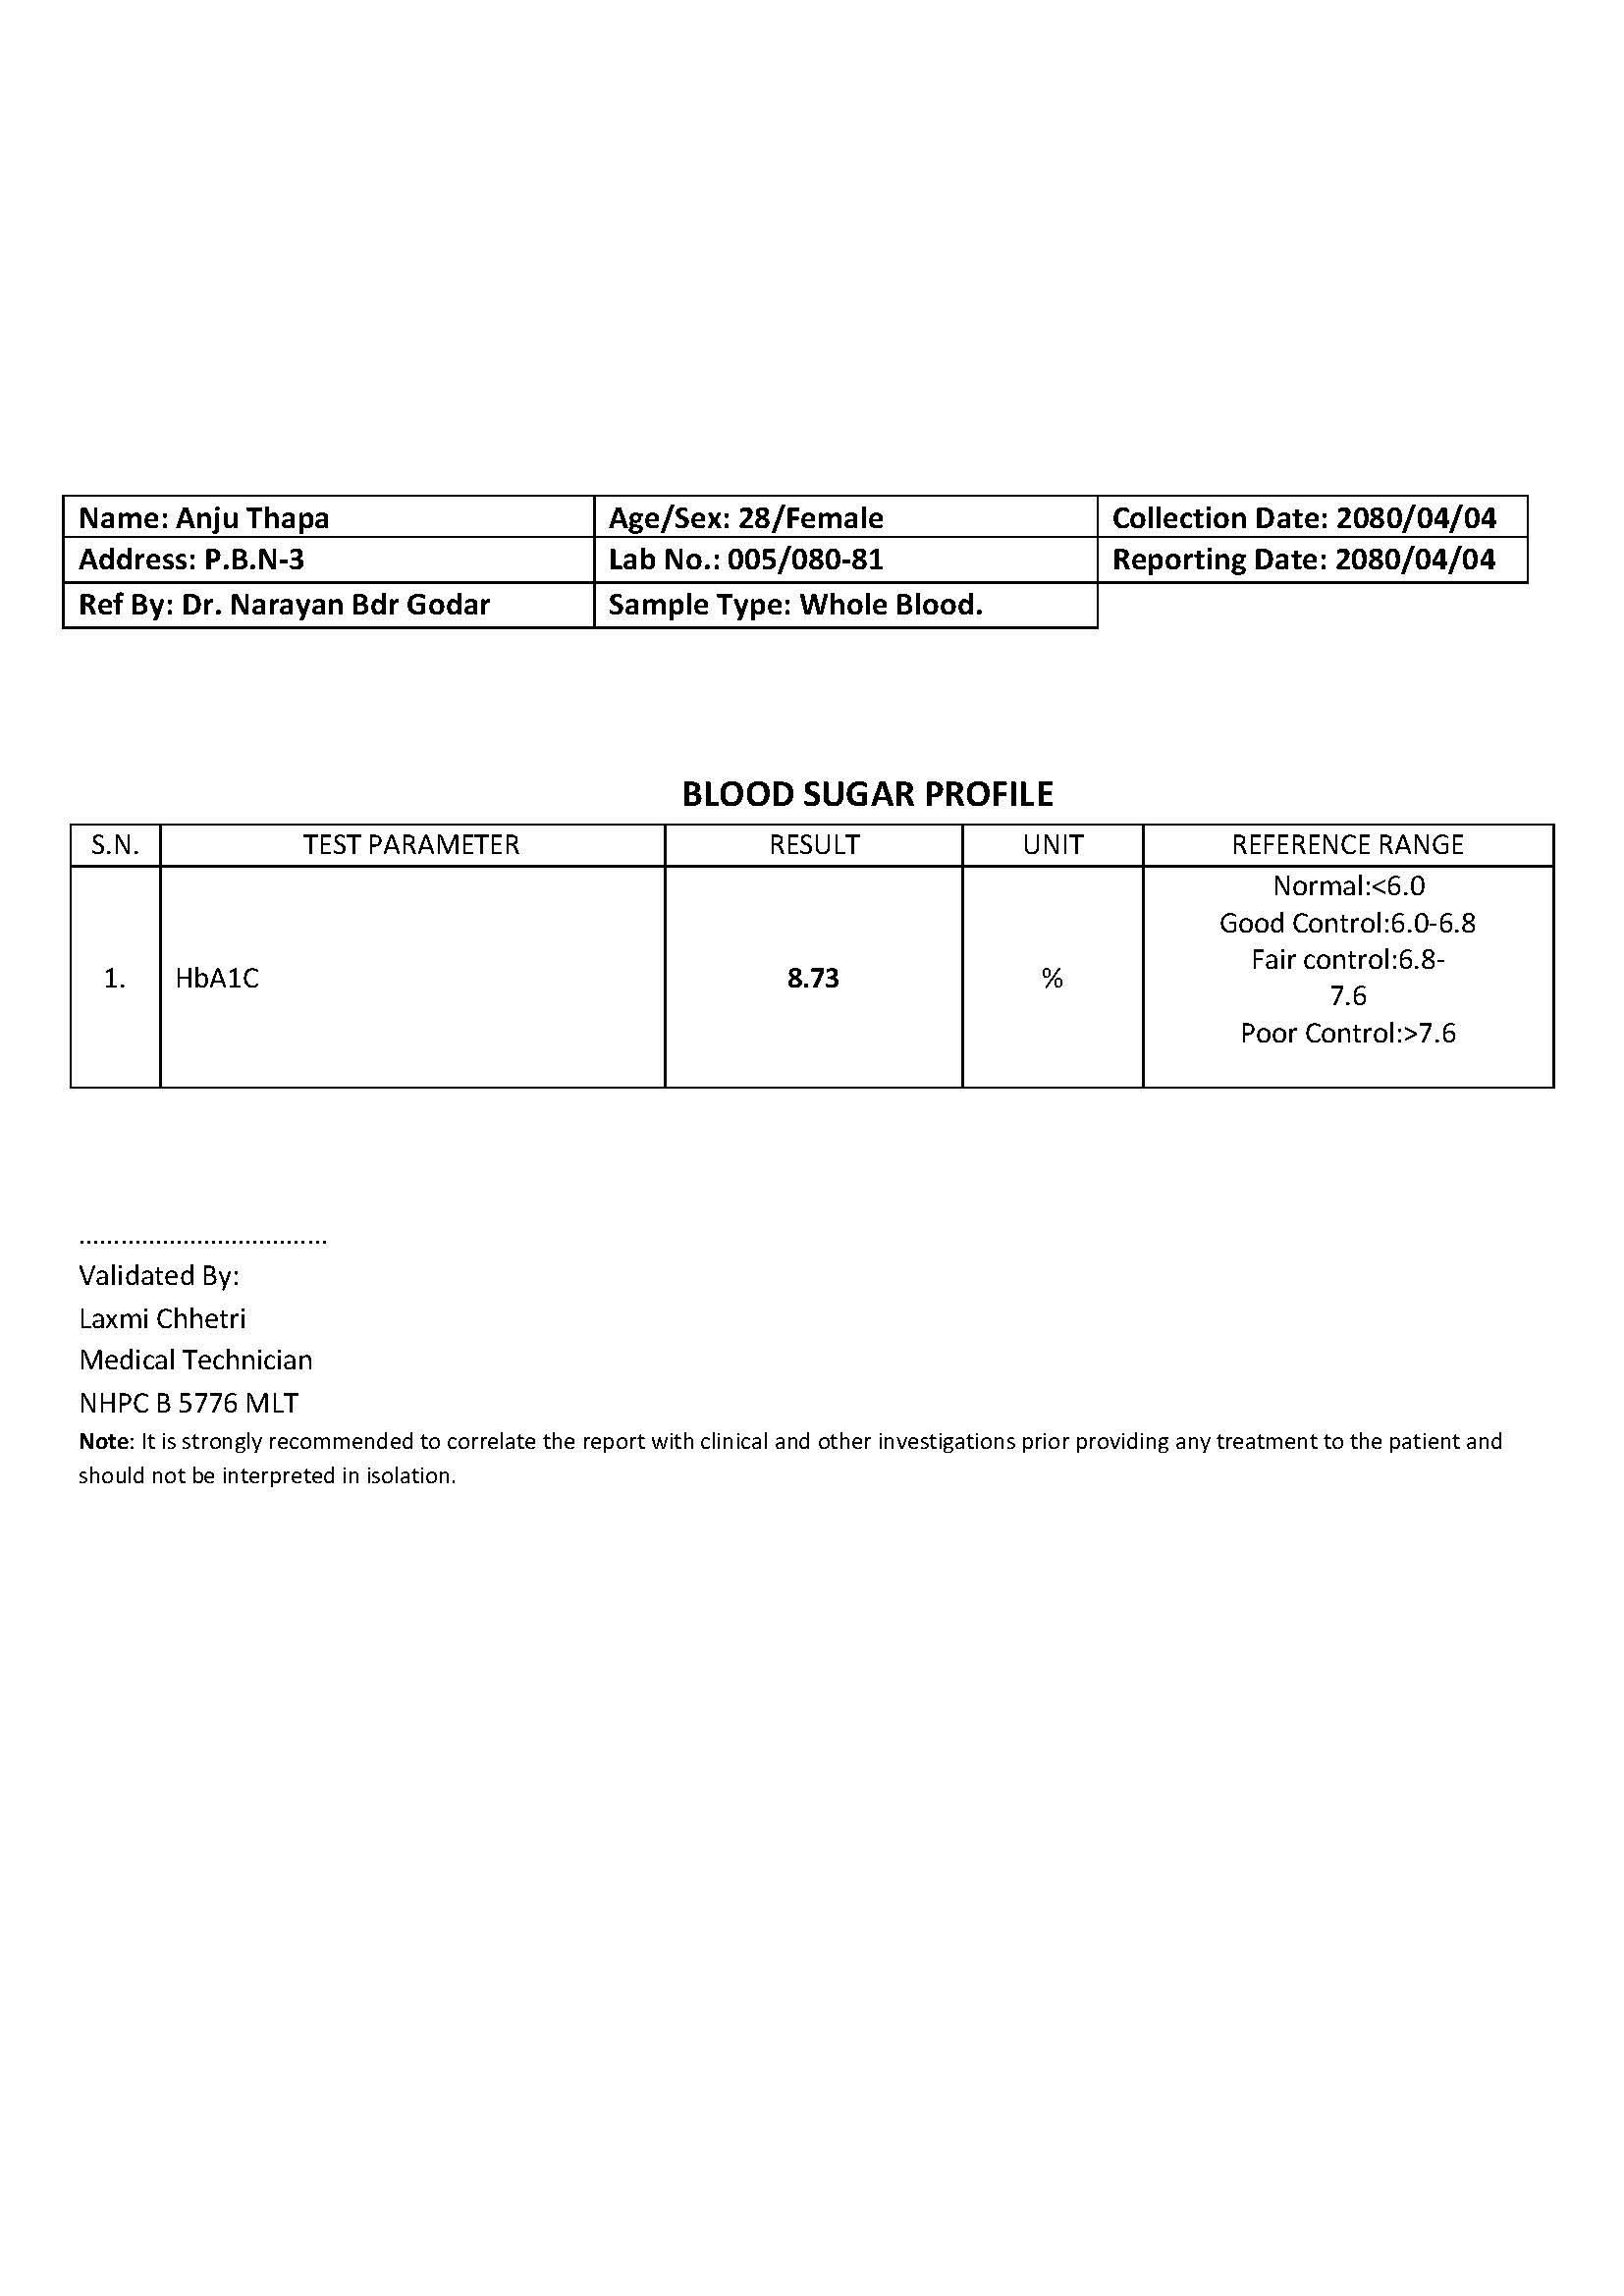 Name: Anju Thapa Age/Sex: 28/Female Collection Date: 2080/04/04
Address: P.B.N-3 Lab No.: 005/080-81 Reporting Date: 2080/04/04
Ref By: Dr. Narayan Bdr Godar Sample Type: Whole Blood.
BLOOD SUGAR PROFILE
S.N. TEST PARAMETER RESULT UNIT REFERENCE RANGE
1. HbA1C 8.73 % Normal:<6.0
Good Control:6.0-6.8
Fair control:6.8-
7.6
Poor Control:>7.6
..................................
Validated By:
Laxmi Chhetri
Medical Technician
NHPC B 5776 MLT
Note: It is strongly recommended to correlate the report with clinical and other investigations prior providing any treatment to the patient and
should not be interpreted in isolation.